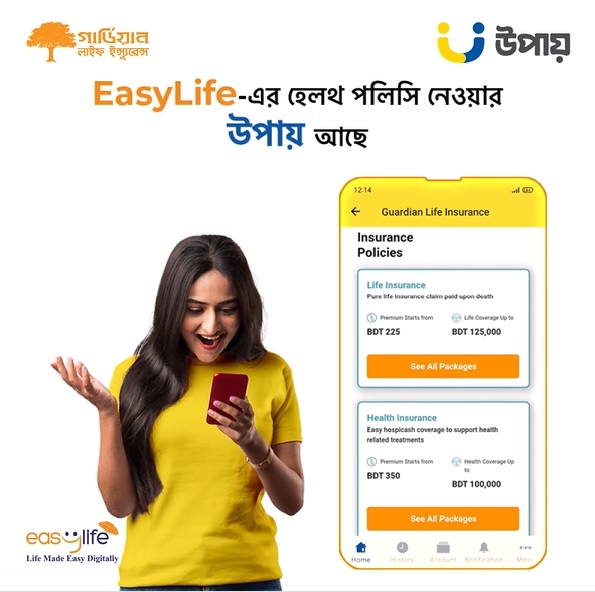 গার্ডিয়ান
লাইফ ইন্স্যুরেন্স
উপায়
EasyLife-এর হেলথ পলিসি নেওয়ার
উপায় আছে
12:14
Guardian Life Insurance
Insurance
Policies
Life Insurance
Pure life insurance claim paid upon death
Premium Starts from
BDT 225
Life Coverage Up to
BDT 125,000
See All Packages
Health Insurance
Easy hospicash coverage to support health
related treatments
Premium Starts from
BDT 350
Health Coverage Up
to
BDT 100,000
See All Packages
Home
History
Account
Notification
More
easylife
Life Made Easy Digitally